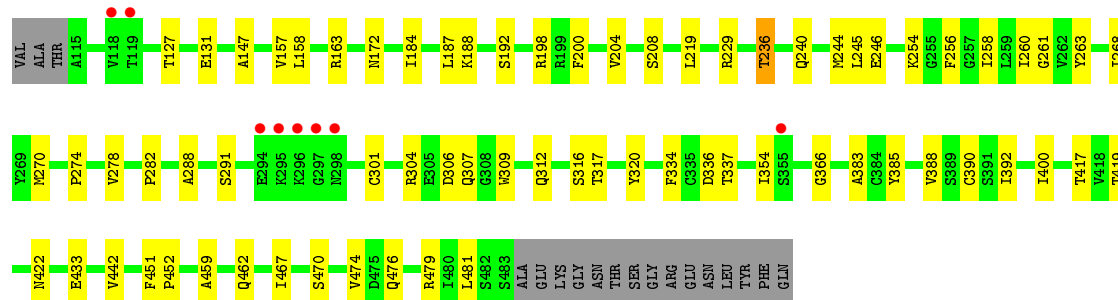 VAL ALA THR A115 V118 T119 T127 E131 A147 V157 L158 R163 N172 I184 L187 K188 S192 R198 R199 F200 V204 S208 L219 R229 T236 Q240 M244 L245 E246 K254 G255 F256 G257 I258 L259 I260 G261 V262 Y263 I268
Y269 M270 P274 V278 P282 A288 S291 E294 K295 K296 G297 N298 C301 R304 E305 D306 Q307 G308 W309 Q312 S316 T317 Y320 F334 C335 D336 T337 I354 S355 G366 A383 C384 Y385 V388 S389 C390 S391 I392 I400 T417 V418 T419
N422 E433 V442 F451 P452 A459 Q462 I467 S470 V474 D475 Q476 R479 I480 L481 S482 S483 ALA GLU LYS GLY ASN THR SER GLY ARG GLU ASN LEU TYR PHE GLN